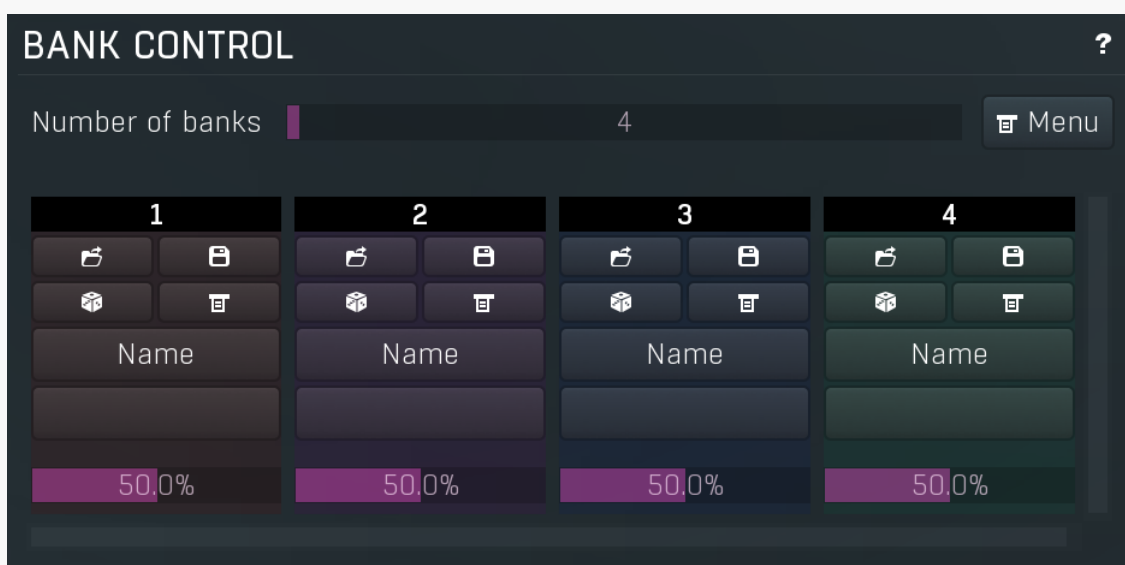 BANK CONTROL ?
Number of banks 4 Menu
1 2 3 4
Name Name Name Name
50.0% 50.0% 50.0% 50.0%